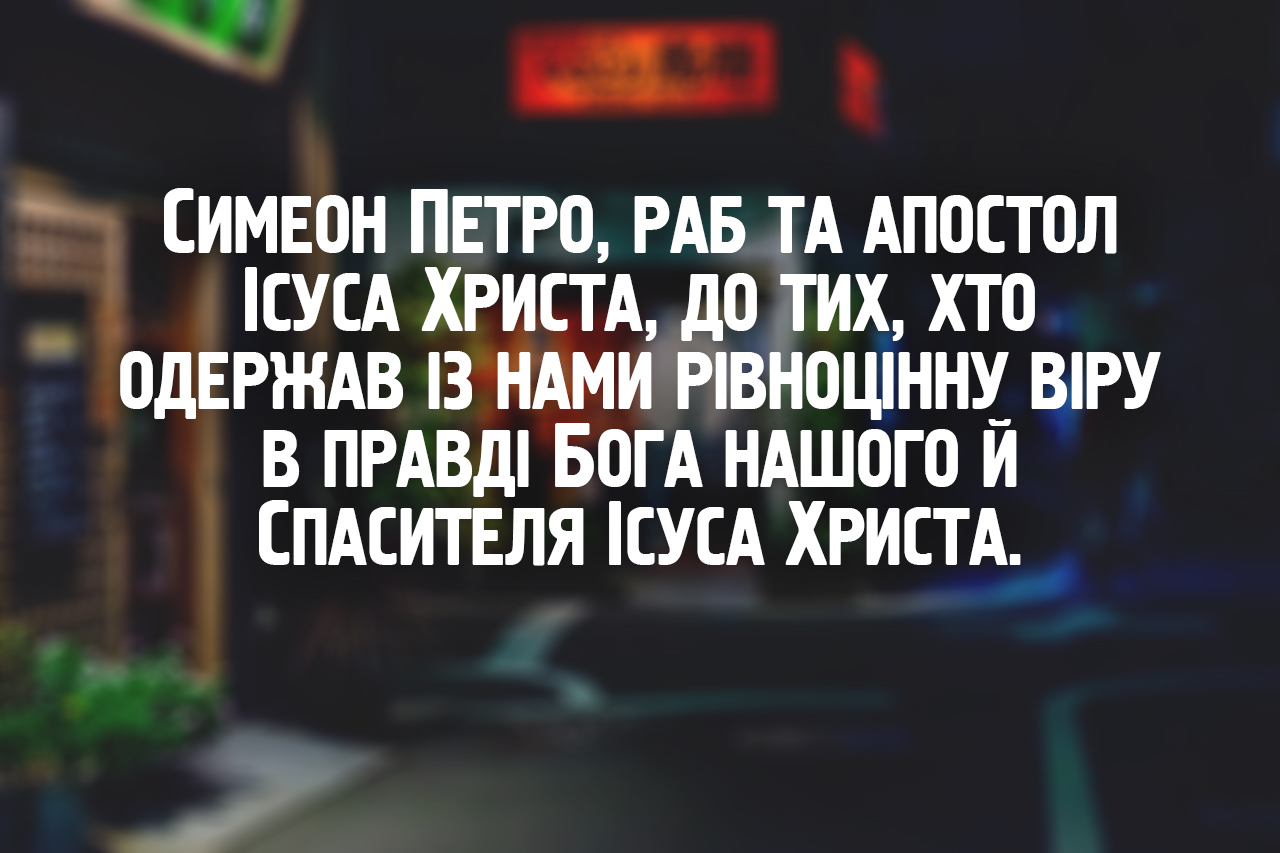 Симеон Петро, раб та апостол
Ісуса Христа, до тих, хто
одержав із нами рівноцінну віру
в правді Бога нашого й
Спасителя Ісуса Христа.